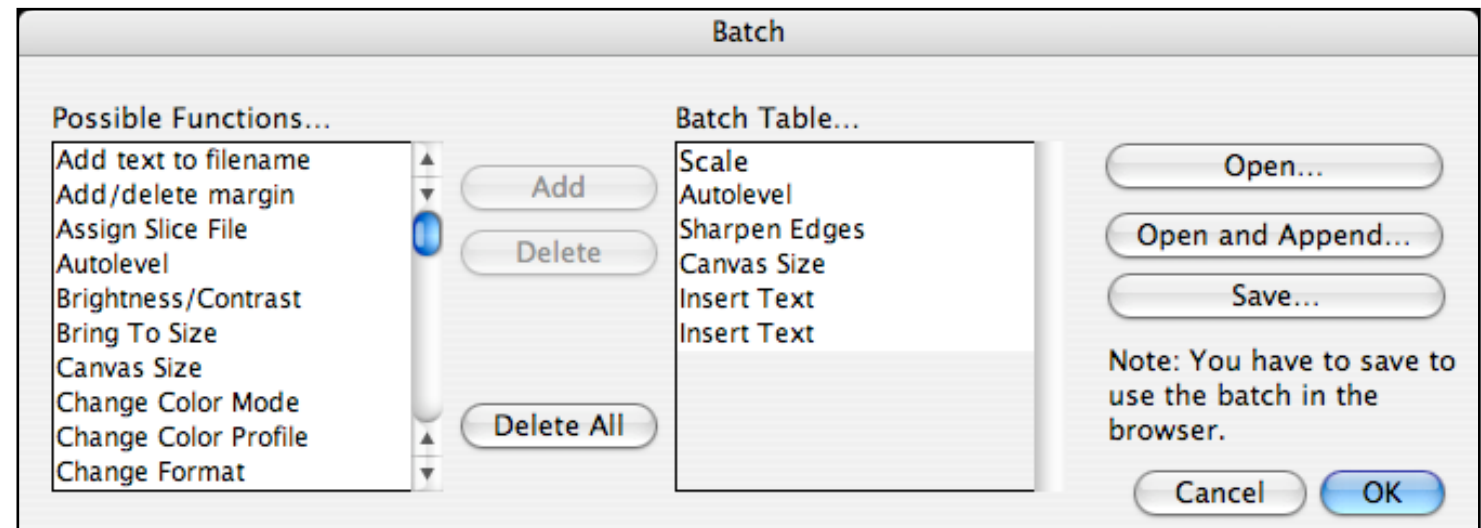 Batch
Possible Functions...
Add text to filename
Add/delete margin
Assign Slice File
Autolevel
Brightness/Contrast
Bring To Size
Canvas Size
Change Color Mode
Change Color Profile
Change Format
Add
Delete
Delete All
Batch Table...
Scale
Autolevel
Sharpen Edges
Canvas Size
Insert Text
Insert Text
Open...
Open and Append...
Save...
Note: You have to save to
use the batch in the
browser.
Cancel
OK